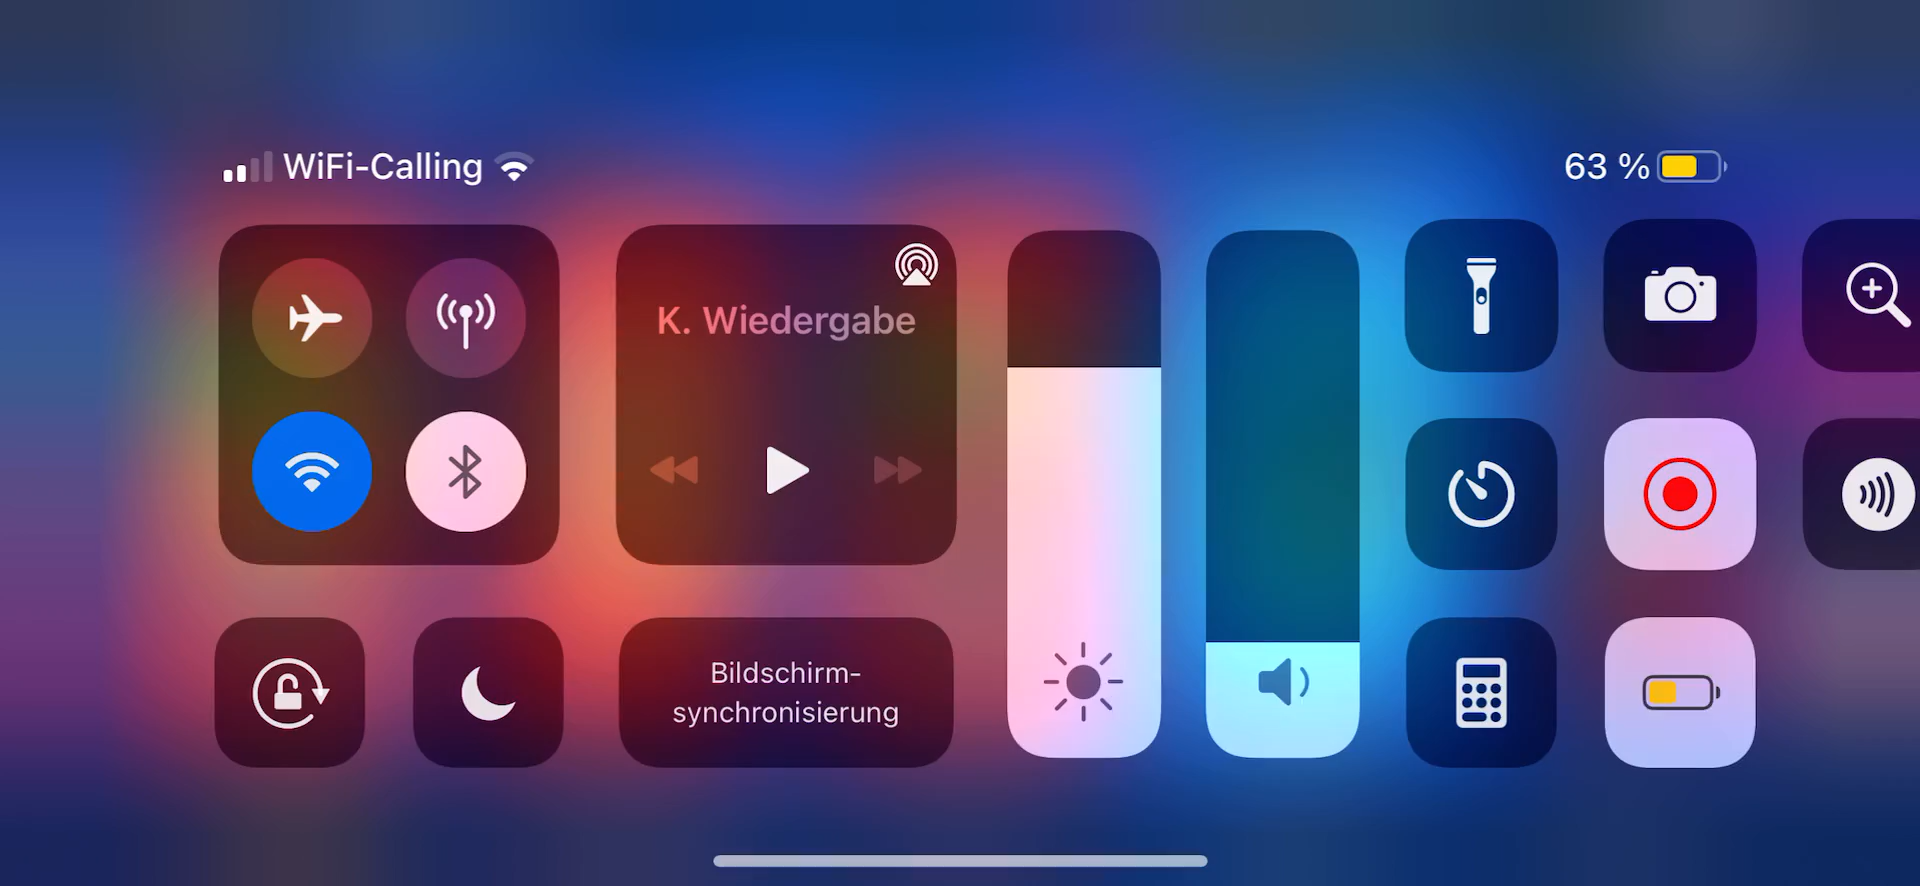 WiFi-Calling
63 %
K. Wiedergabe
Bildschirm-
synchronisierung